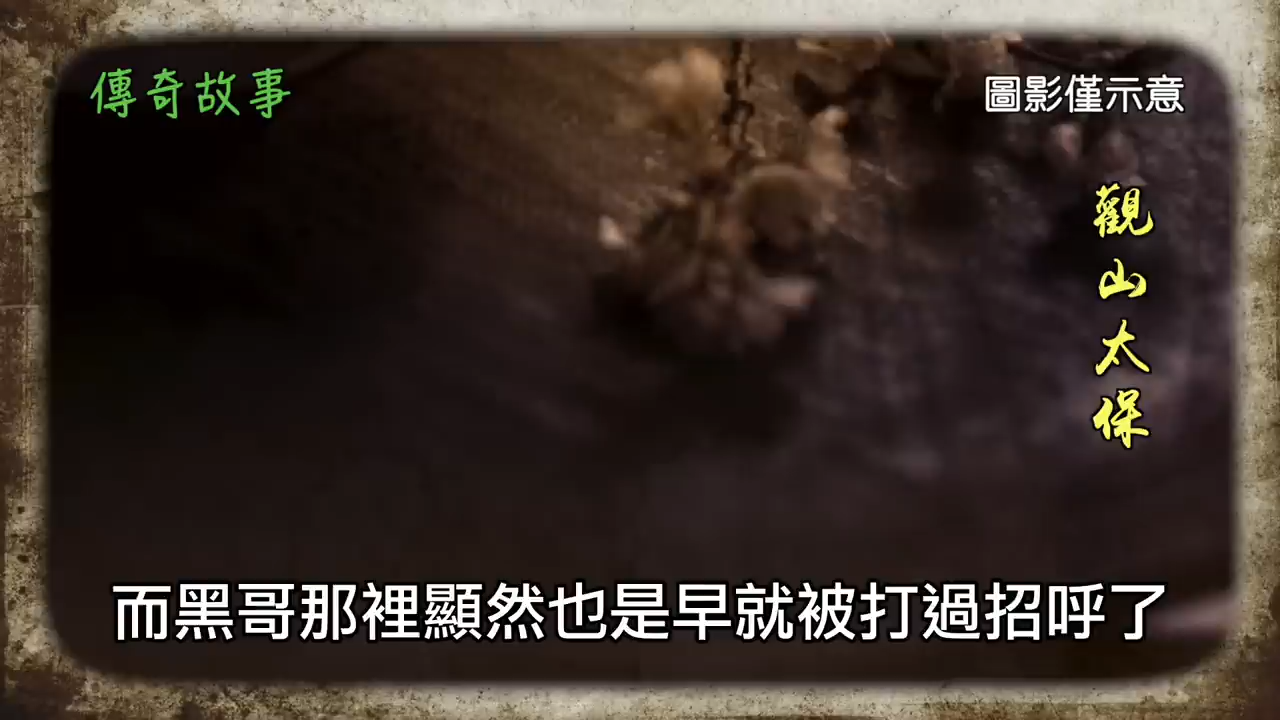 傳奇故事
圖影僅示意
觀山太保
而黑哥那裡顯然也是早就被打過招呼了